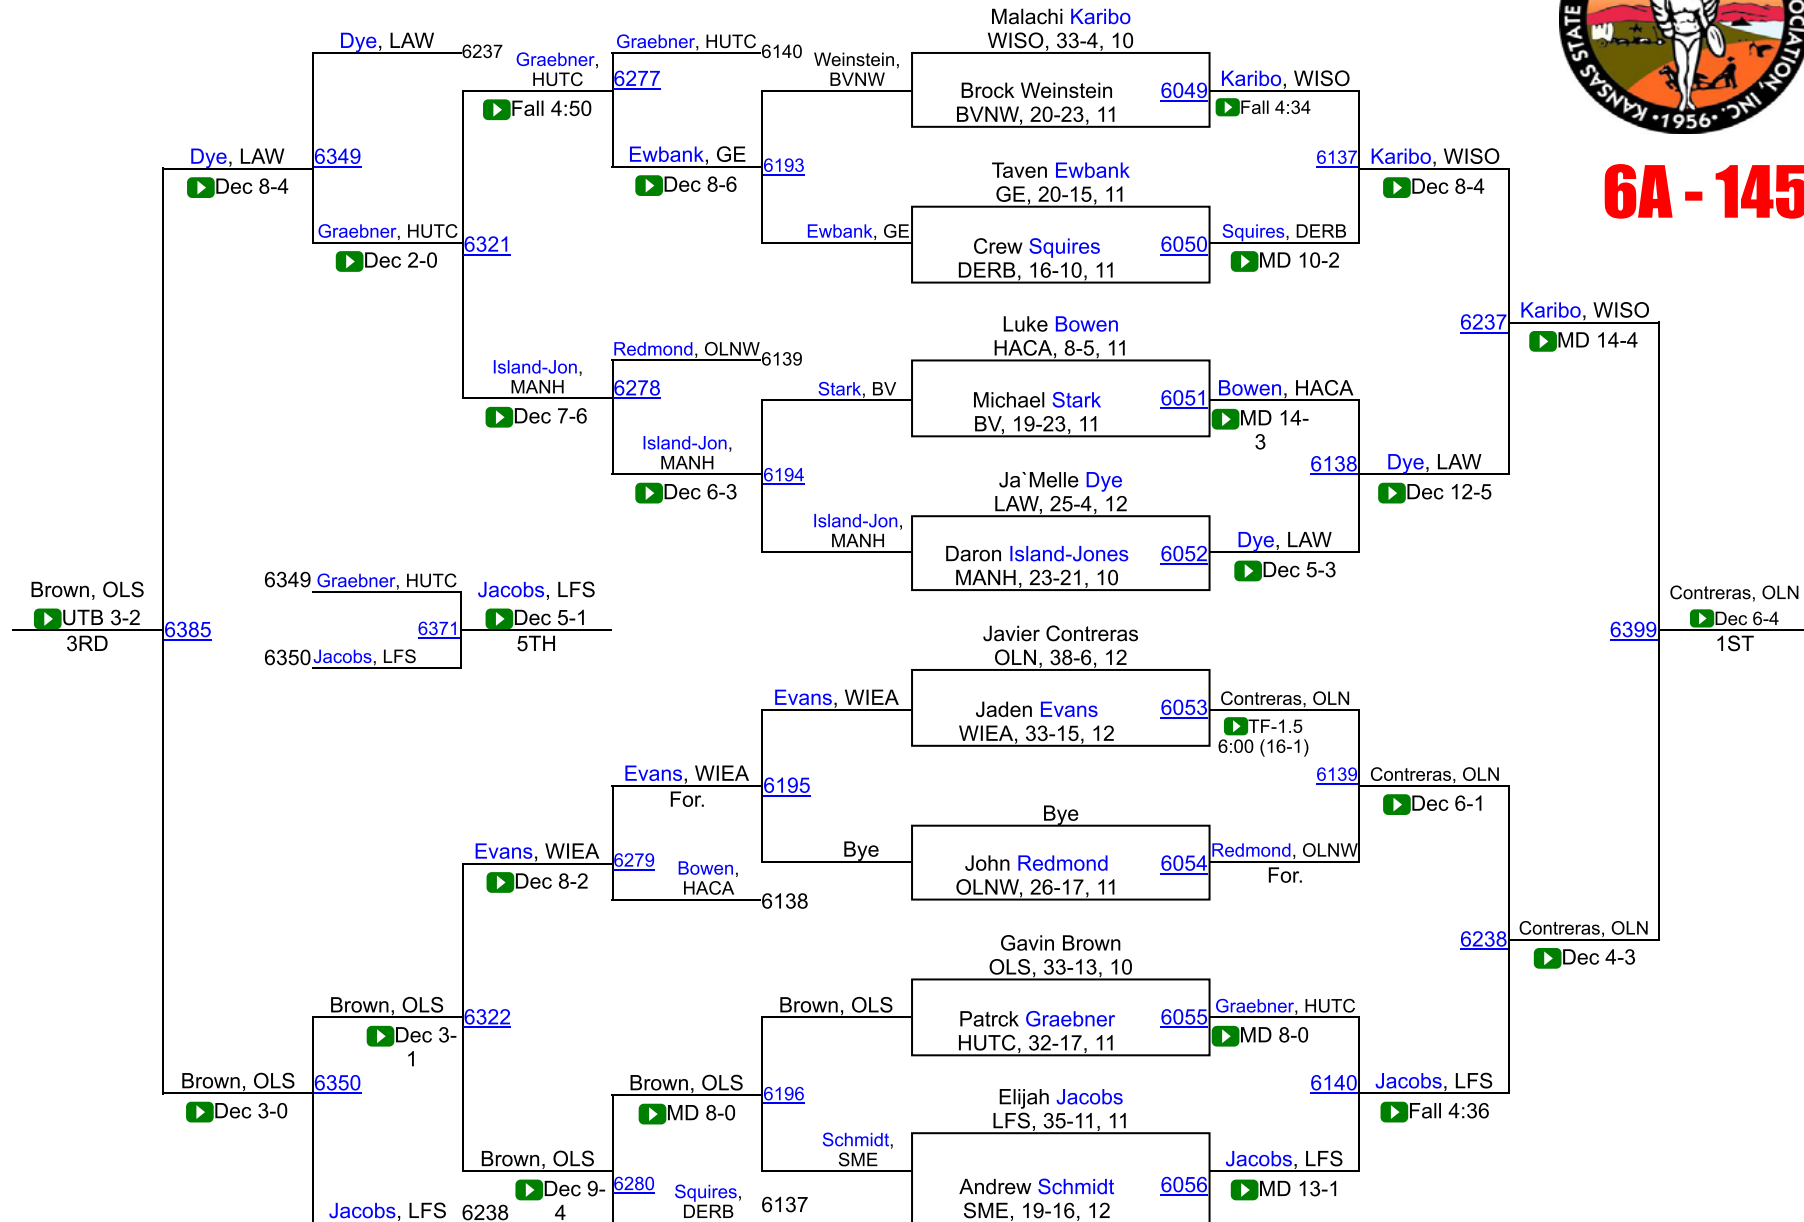 Malachi Karibo
WISO, 33-4, 10
Brock Weinstein
BVNW, 20-23, 11
6049
Taven Ewbank
GE, 20-15, 11
Crew Squires
DERB, 16-10, 11
6050
Luke Bowen
HACA, 8-5, 11
Michael Stark
BV, 19-23, 11
6051
Ja`Melle Dye
LAW, 25-4, 12
Daron Island-Jones
MANH, 23-21, 10
6052
Javier Contreras
OLN, 38-6, 12
Jaden Evans
WIEA, 33-15, 12
6053
Bye
John Redmond
OLNW, 26-17, 11
6054
Gavin Brown
OLS, 33-13, 10
Patrck Graebner
HUTC, 32-17, 11
6055
Elijah Jacobs
LFS, 35-11, 11
Andrew Schmidt
SME, 19-16, 12
6056
Karibo, WISO
Fall 4:34
6137
Squires, DERB
MD 10-2
Bowen, HACA
MD 14-
3
6138
Dye, LAW
Dec 5-3
Contreras, OLN
TF-1.5
6:00 (16-1)
6139
Redmond, OLNW
For.
Graebner, HUTC
MD 8-0
6140
Jacobs, LFS
MD 13-1
Karibo, WISO
Dec 8-4
6237
Dye, LAW
Dec 12-5
Contreras, OLN
Dec 6-1
6238
Jacobs, LFS
Fall 4:36
Karibo, WISO
MD 14-4
6399
Contreras, OLN
Dec 4-3
Contreras, OLN
Dec 6-4
1ST
KANSAS STATE
OCIATION, INC.
•1956•
6A - 145
Weinstein,
BVNW
6193
Ewbank, GE
Stark, BV
6194
Island-Jon,
MANH
Evans, WIEA
6195
Bye
Brown, OLS
6196
Schmidt,
SME
Graebner, HUTC
6140
6277
Ewbank, GE
Dec 8-6
Redmond, OLNW
6139
6278
Island-Jon,
MANH
Dec 6-3
Evans, WIEA
For.
6279
Bowen,
HACA
6138
Brown, OLS
MD 8-0
6280
Squires,
DERB
6137
Graebner,
HUTC
Fall 4:50
6321
Island-Jon,
MANH
Dec 7-6
Evans, WIEA
Dec 8-2
6322
Brown, OLS
Dec 9-
4
Dye, LAW
6237
6349
Graebner, HUTC
Dec 2-0
Brown, OLS
Dec 3-
1
6350
Jacobs, LFS
6238
Dye, LAW
Dec 8-4
6385
Brown, OLS
Dec 3-0
Brown, OLS
UTB 3-2
3RD
6349
Graebner, HUTC
6371
6350
Jacobs, LFS
Jacobs, LFS
Dec 5-1
5TH